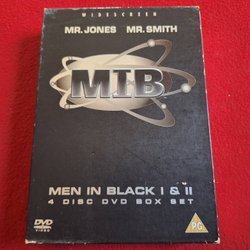 WIDESCREEN
MR. JONES MR. SMITH
MIB
MEN IN BLACK I & II
4 DISC DVD BOX SET
DVD
VIDEO
PG